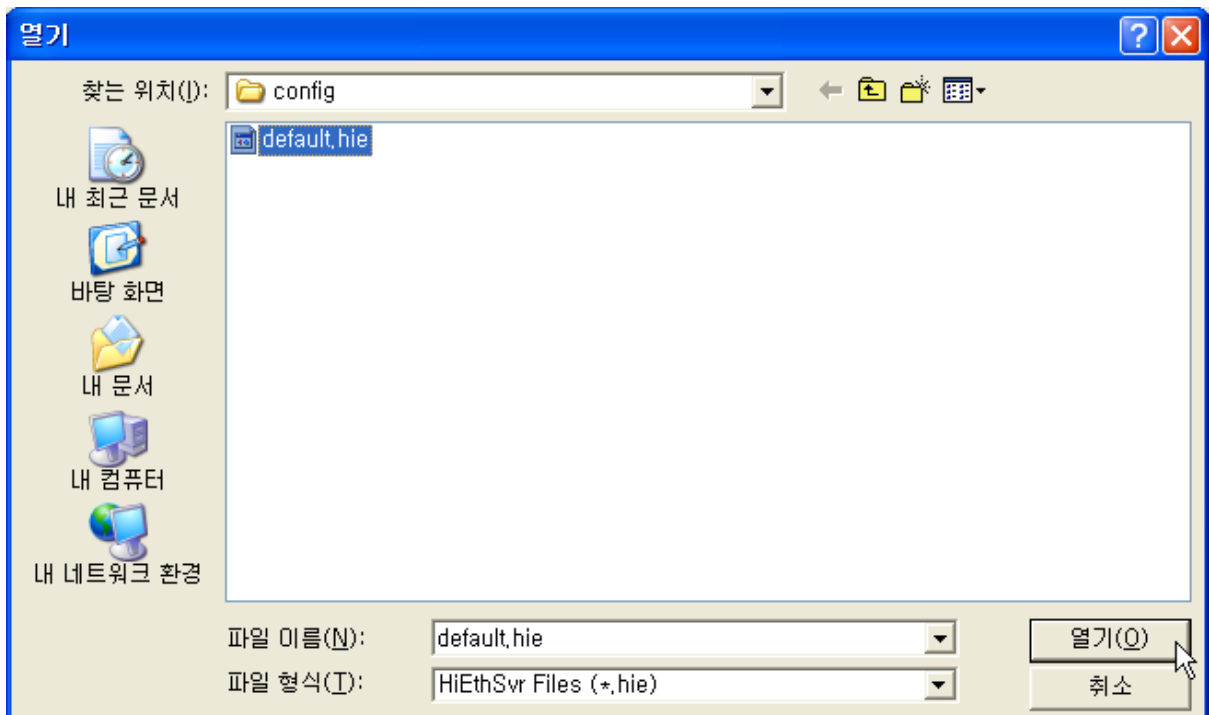 열기
찾는 위치(I):
config
default.hie
내 최근 문서
바탕 화면
내 문서
내 컴퓨터
내 네트워크 환경
파일 이름(N):
default.hie
열기(O)
파일 형식(T):
HiEthSvr Files (*.hie)
취소